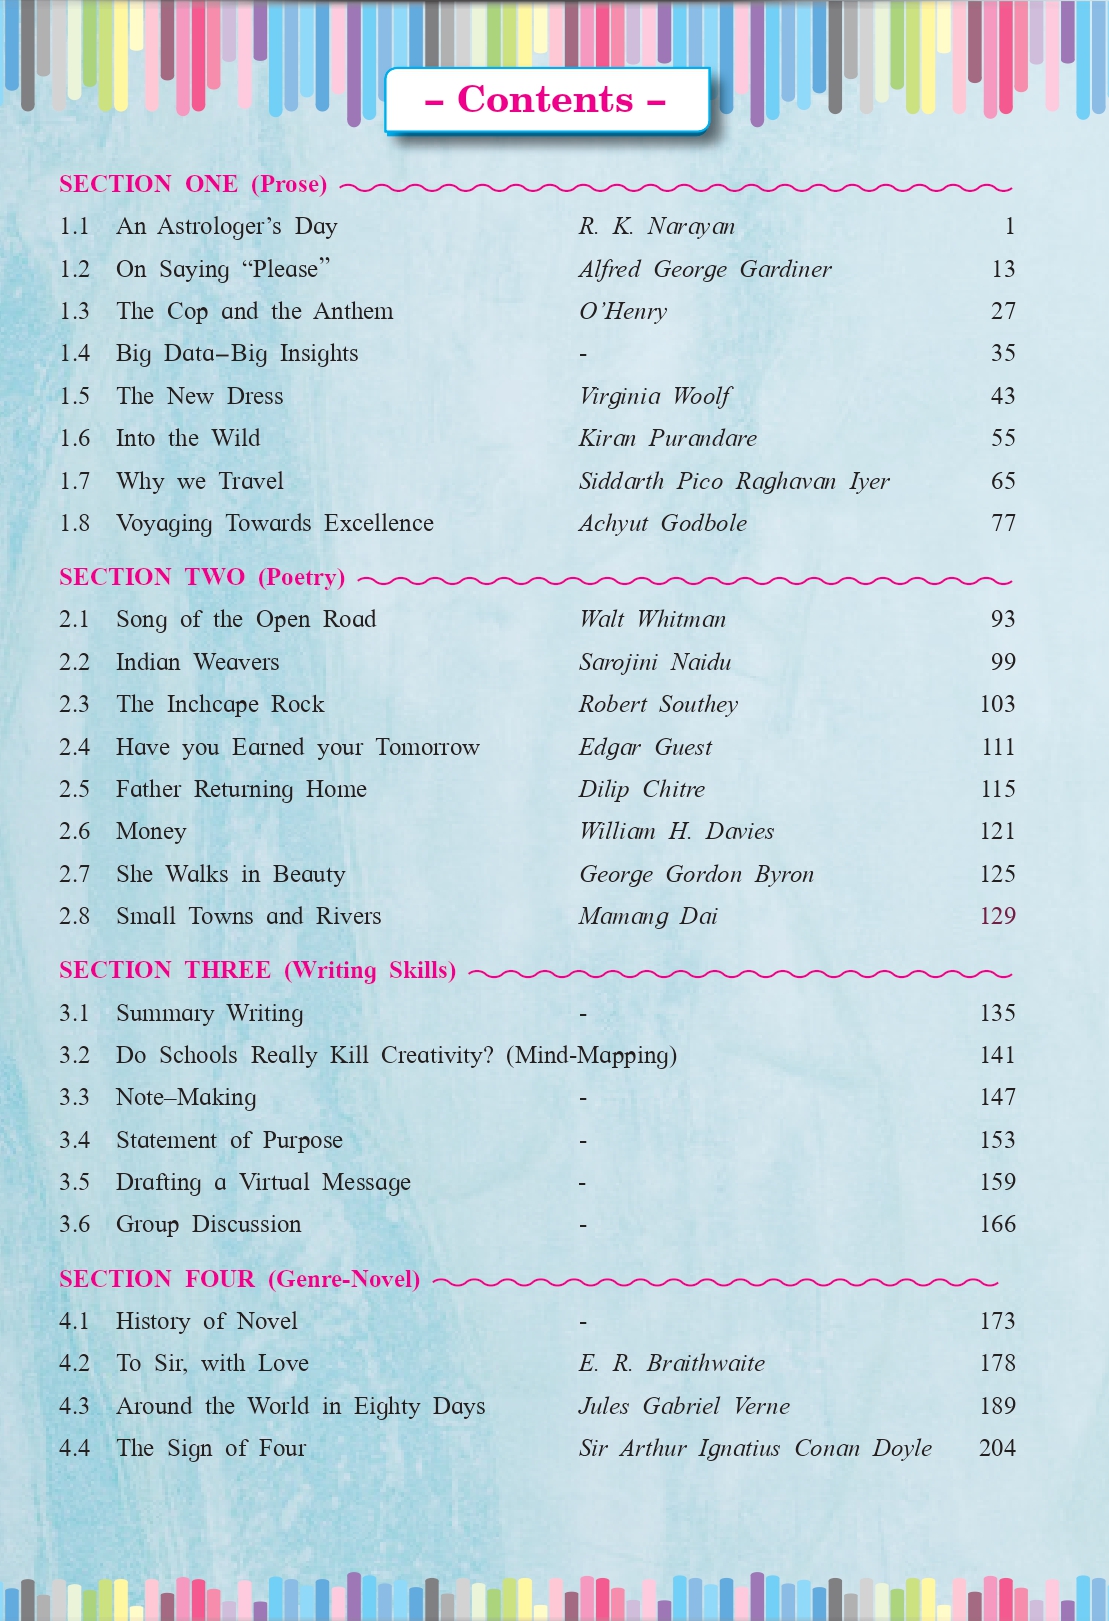 – Contents –
SECTION ONE (Prose)
1.1 An Astrologer’s Day R. K. Narayan 1
1.2 On Saying “Please” Alfred George Gardiner 13
1.3 The Cop and the Anthem O’Henry 27
1.4 Big Data–Big Insights - 35
1.5 The New Dress Virginia Woolf 43
1.6 Into the Wild Kiran Purandare 55
1.7 Why we Travel Siddarth Pico Raghavan Iyer 65
1.8 Voyaging Towards Excellence Achyut Godbole 77
SECTION TWO (Poetry)
2.1 Song of the Open Road Walt Whitman 93
2.2 Indian Weavers Sarojini Naidu 99
2.3 The Inchcape Rock Robert Southey 103
2.4 Have you Earned your Tomorrow Edgar Guest 111
2.5 Father Returning Home Dilip Chitre 115
2.6 Money William H. Davies 121
2.7 She Walks in Beauty George Gordon Byron 125
2.8 Small Towns and Rivers Mamang Dai 129
SECTION THREE (Writing Skills)
3.1 Summary Writing - 135
3.2 Do Schools Really Kill Creativity? (Mind-Mapping) 141
3.3 Note–Making - 147
3.4 Statement of Purpose - 153
3.5 Drafting a Virtual Message - 159
3.6 Group Discussion - 166
SECTION FOUR (Genre-Novel)
4.1 History of Novel - 173
4.2 To Sir, with Love E. R. Braithwaite 178
4.3 Around the World in Eighty Days Jules Gabriel Verne 189
4.4 The Sign of Four Sir Arthur Ignatius Conan Doyle 204